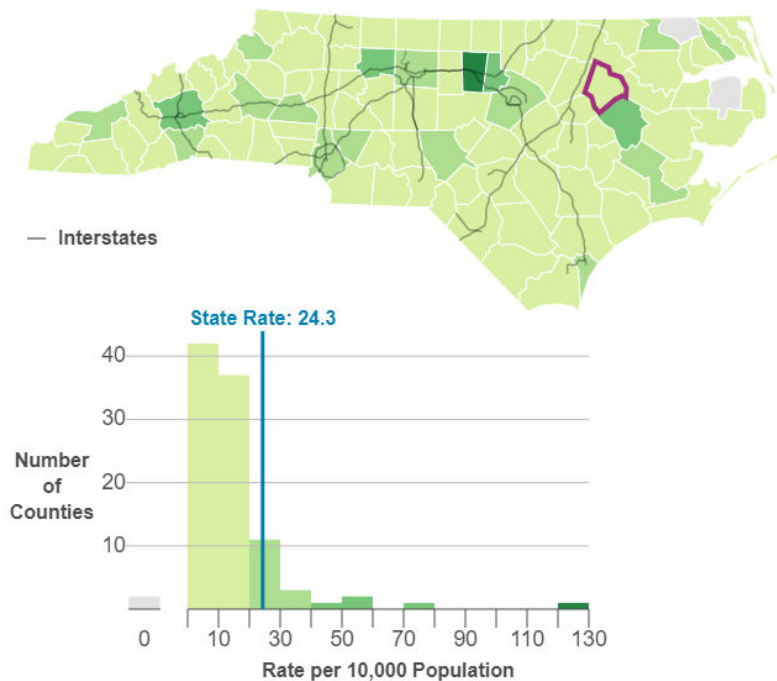 — Interstates
State Rate: 24.3
40
30
20
10
Number
of
Counties
0 10 30 50 70 90 110 130
Rate per 10,000 Population